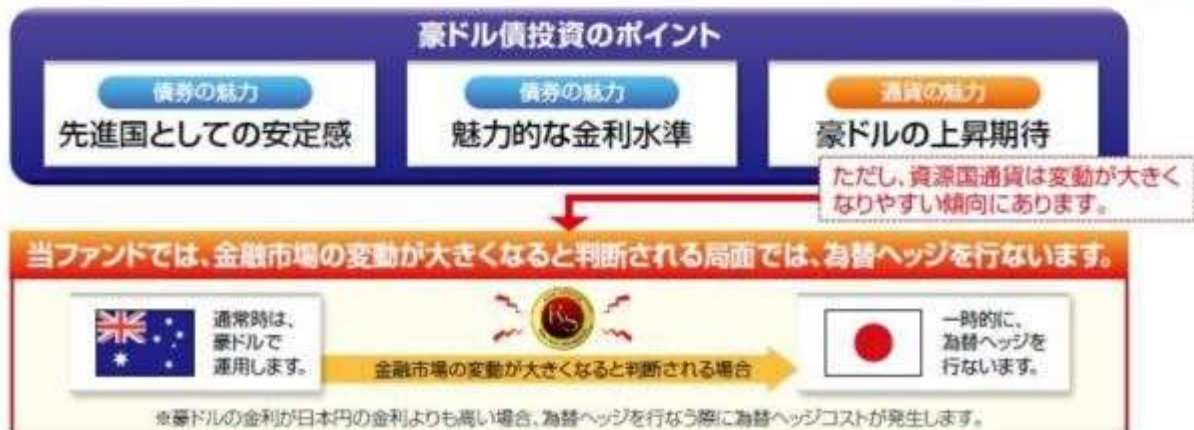 豪ドル債投資のポイント
債券の魅力
先進国としての安定感
債券の魅力
魅力的な金利水準
通貨の魅力
豪ドルの上昇期待
ただし、資源国通貨は変動が大きく
なりやすい傾向にあります。
当ファンドでは、金融市場の変動が大きくなると判断される局面では、為替ヘッジを行ないます。
通常時は、
豪ドルで
運用します。
金融市場の変動が大きくなると判断される場合
一時的に、
為替ヘッジを
行ないます。
※豪ドルの金利が日本円の金利よりも高い場合、為替ヘッジを行なう際に為替ヘッジコストが発生します。